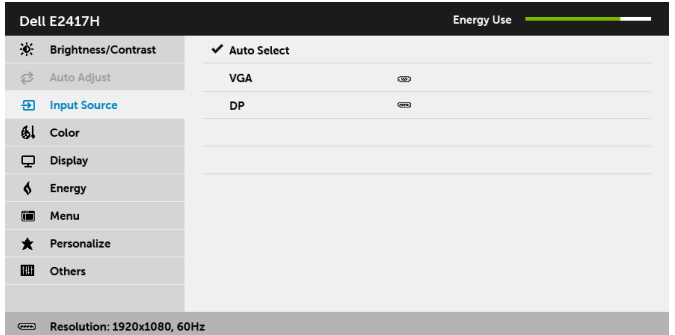 Dell E2417H Energy Use
Brightness/Contrast Auto Select
Auto Adjust VGA
Input Source DP
Color
Display
Energy
Menu
Personalize
Others
Resolution: 1920x1080, 60Hz